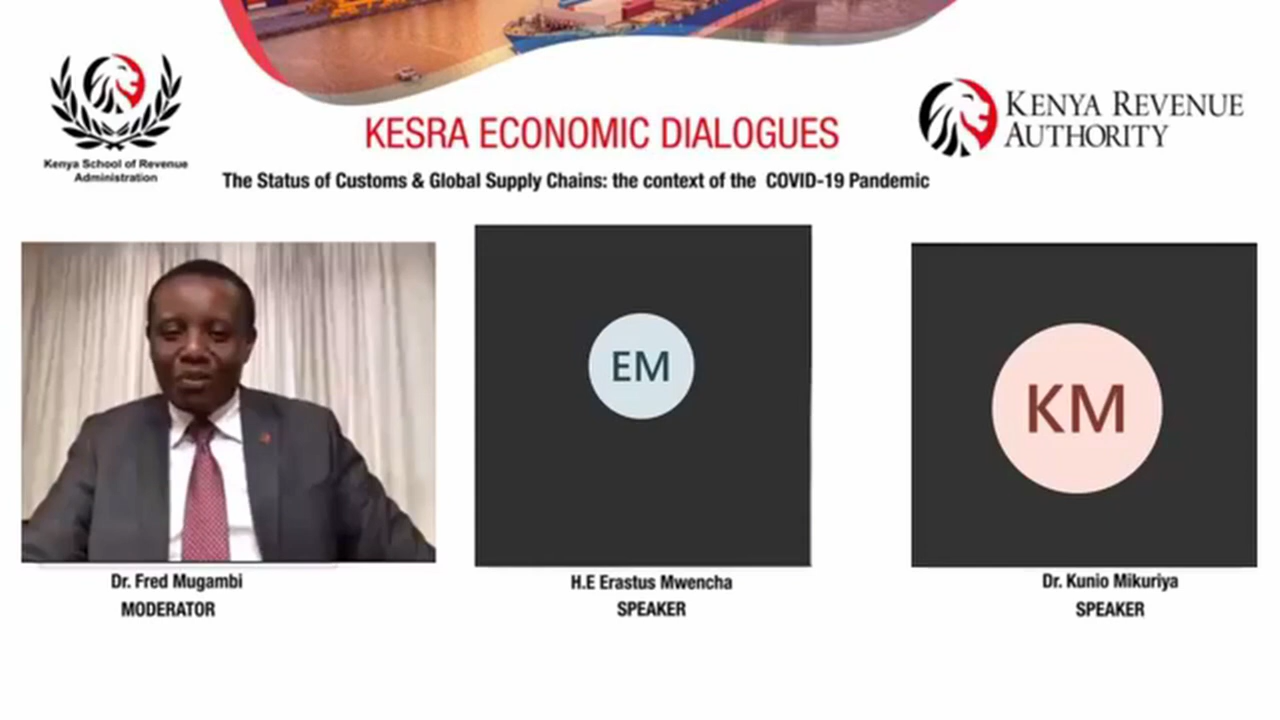 Kenya School of Revenue
Administration
KENYA REVENUE
AUTHORITY
KESRA ECONOMIC DIALOGUES
The Status of Customs & Global Supply Chains: the context of the COVID-19 Pandemic
EM
KM
Dr. Fred Mugambi
MODERATOR
H.E Erastus Mwencha
SPEAKER
Dr. Kunio Mikuriya
SPEAKER